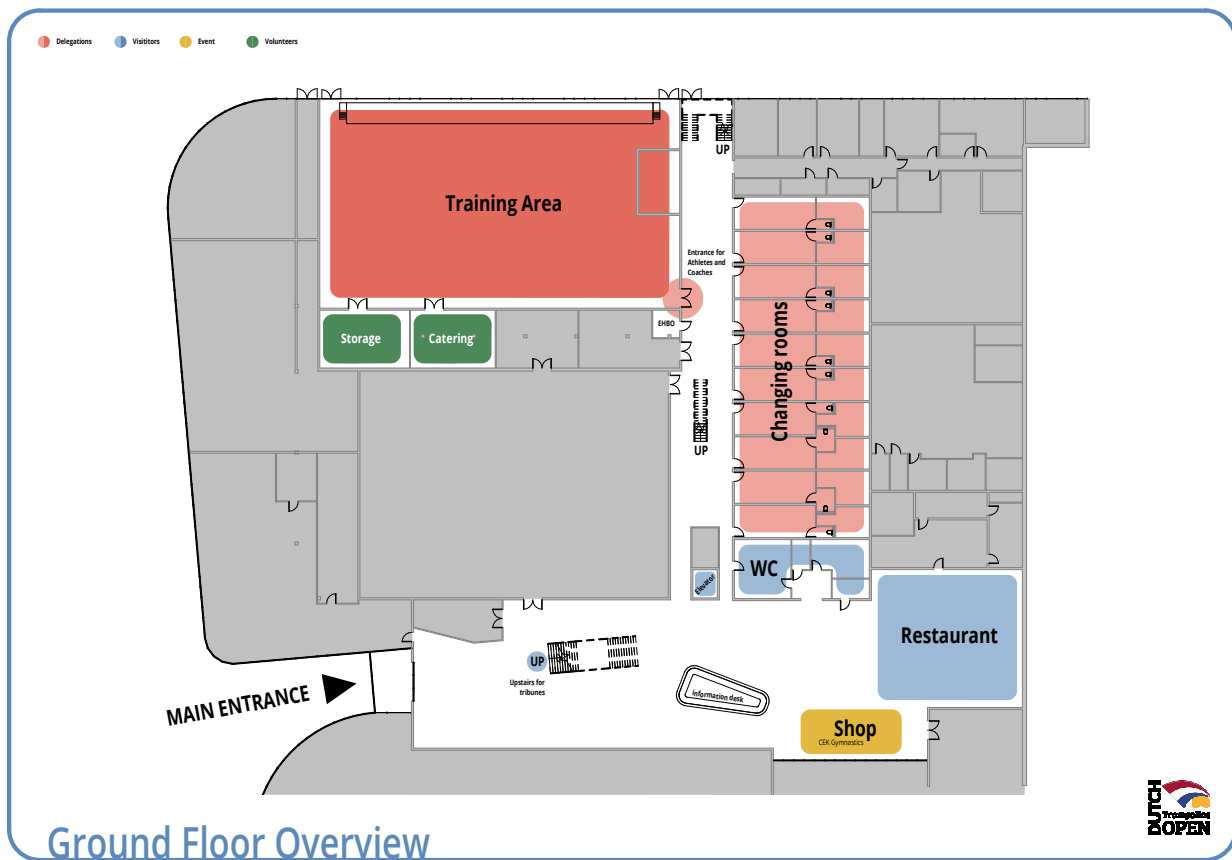 Delegations
Visititors
Event
Volunteers
UP
Training Area
Entrance for
Athletes and
Coaches
EHBO
Storage
Catering
Changing rooms
UP
WC
Elevator
Restaurant
UP
Upstairs for
tribunes
information desk
MAIN ENTRANCE
Shop
CEK Gymnastics
DUTCH
Trampoline
OPEN
Ground Floor Overview